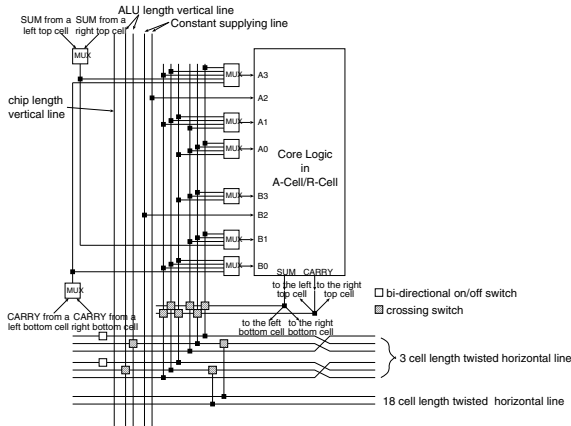 ALU length vertical line
SUM from a SUM from a
left top cell right top cell
Constant supplying line
MUX
chip length
vertical line
MUX A3
A2
MUX A1
MUX A0
Core Logic
in
A-Cell/R-Cell
MUX B3
B2
MUX B1
MUX B0
SUM CARRY
to the left
top cell
to the right
top cell
MUX
CARRY from a CARRY from a
left bottom cell right bottom cell
to the left
bottom cell
to the right
bottom cell
bi-directional on/off switch
crossing switch
3 cell length twisted horizontal line
18 cell length twisted horizontal line